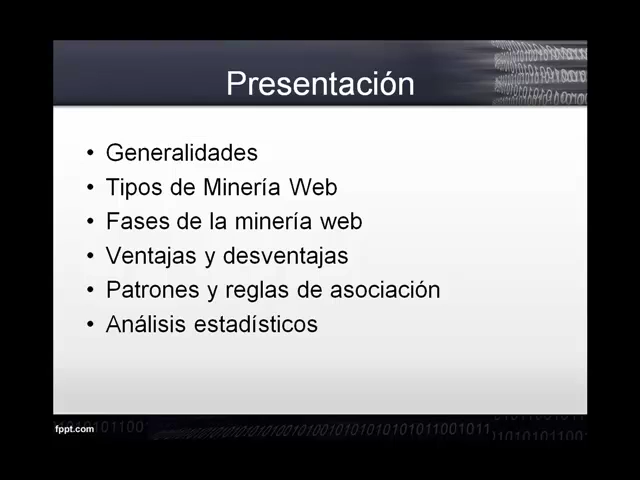 Presentación
• Generalidades
• Tipos de Minería Web
• Fases de la minería web
• Ventajas y desventajas
• Patrones y reglas de asociación
• Análisis estadísticos
fppt.com